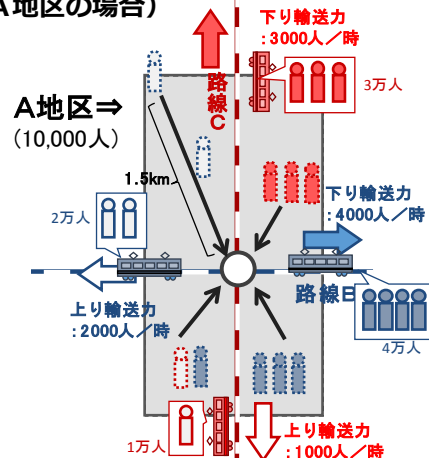 A地区の場合）
下り輸送力
：3000人／時
路線C
3万人
A地区⇒
（10,000人）
1.5km
下り輸送力
：4000人／時
2万人
路線B
上り輸送力
：2000人／時
4万人
1万人
上り輸送力
：1000人／時